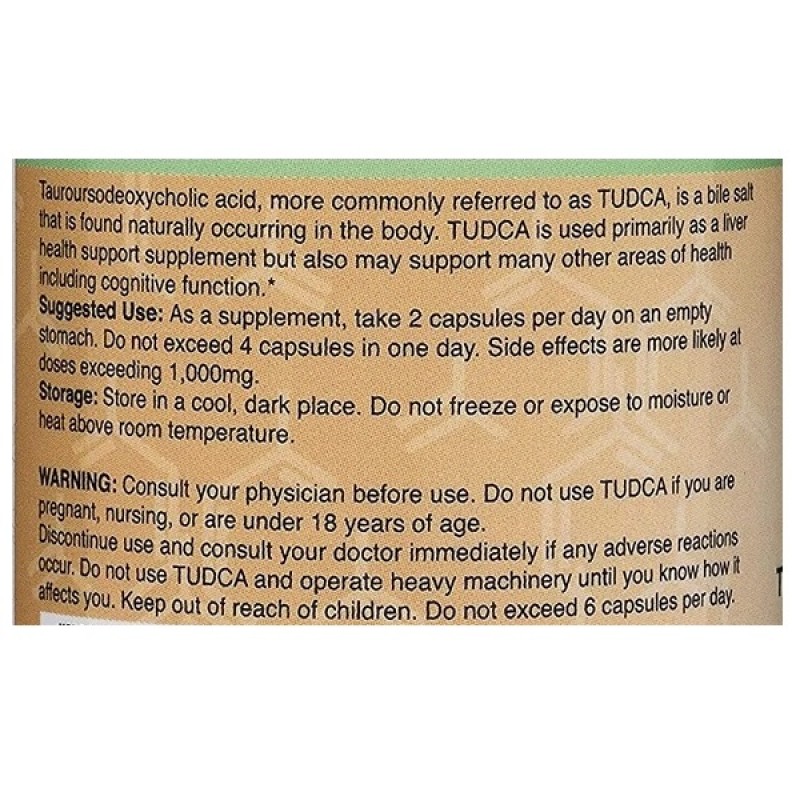 Tauroursodeoxycholic acid, more commonly referred to as TUDCA, is a bile salt
that is found naturally occurring in the body. TUDCA is used primarily as a liver
health support supplement but also may support many other areas of health
including cognitive function.*
Suggested Use: As a supplement, take 2 capsules per day on an empty
stomach. Do not exceed 4 capsules in one day. Side effects are more likely at
doses exceeding 1,000mg.
Storage: Store in a cool, dark place. Do not freeze or expose to moisture or
heat above room temperature.
WARNING: Consult your physician before use. Do not use TUDCA if you are
pregnant, nursing, or are under 18 years of age.
Discontinue use and consult your doctor immediately if any adverse reactions
occur. Do not use TUDCA and operate heavy machinery until you know how it
affects you. Keep out of reach of children. Do not exceed 6 capsules per day.